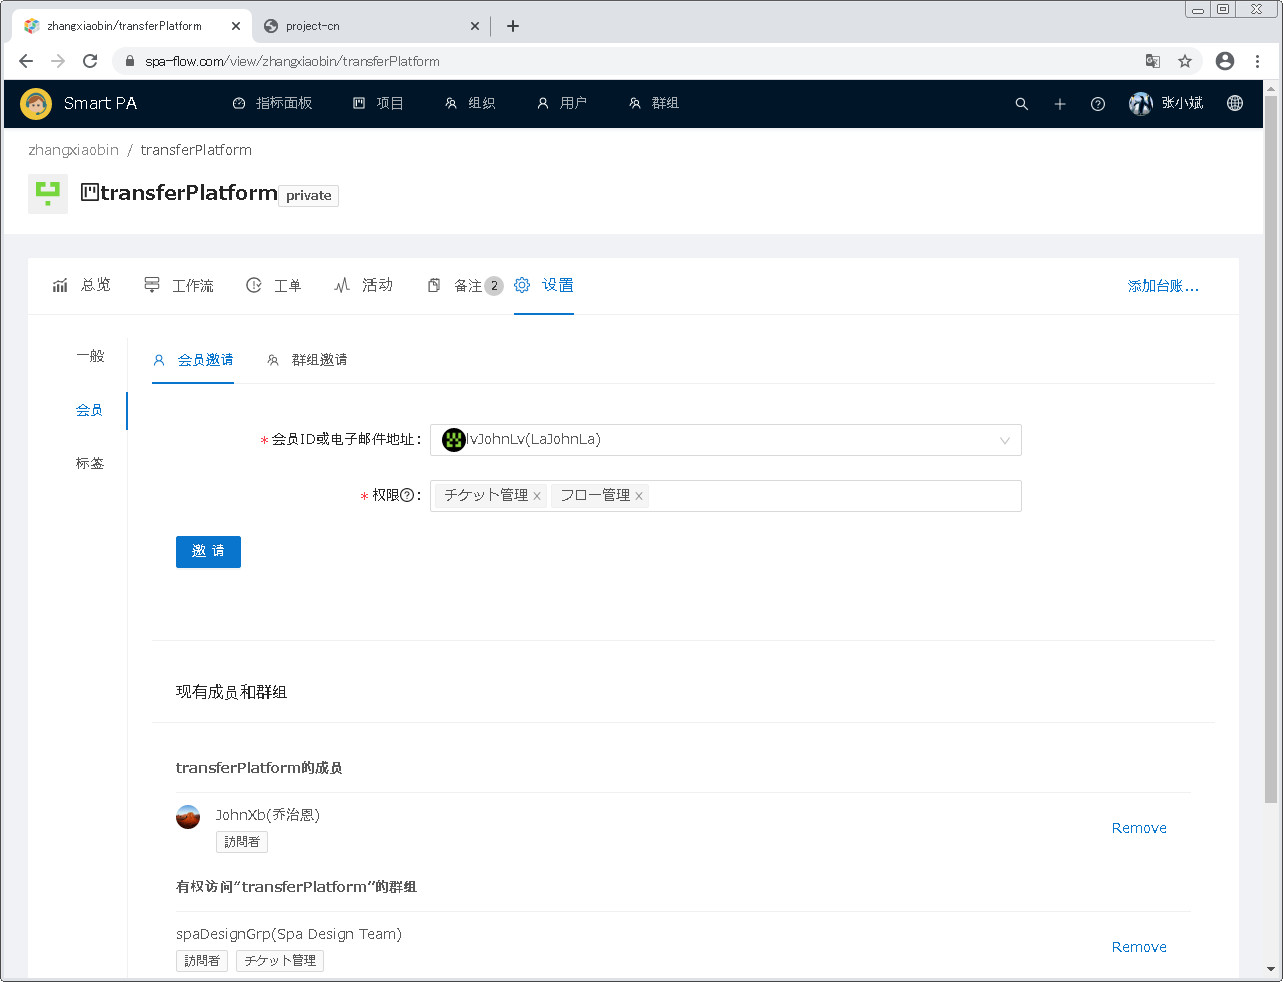 zhangxiaobin/transferPlatform
project-cn
spa-flow.com/view/zhangxiaobin/transferPlatform
Smart PA 指标面板 项目 组织 用户 群组 张小斌
zhangxiaobin / transferPlatform
transferPlatform private
总览 工作流 工单 活动 备注 2 设置 添加台账...
一般
会员
标签
会员邀请 群组邀请
* 会员ID或电子邮件地址: lvJohnLv(LaJohnLa)
* 权限?: チケット管理 × フロー管理 ×
邀 请
现有成员和群组
transferPlatform的成员
JohnXb(乔治恩)
訪問者
Remove
有权访问“transferPlatform”的群组
spaDesignGrp(Spa Design Team)
訪問者 チケット管理
Remove